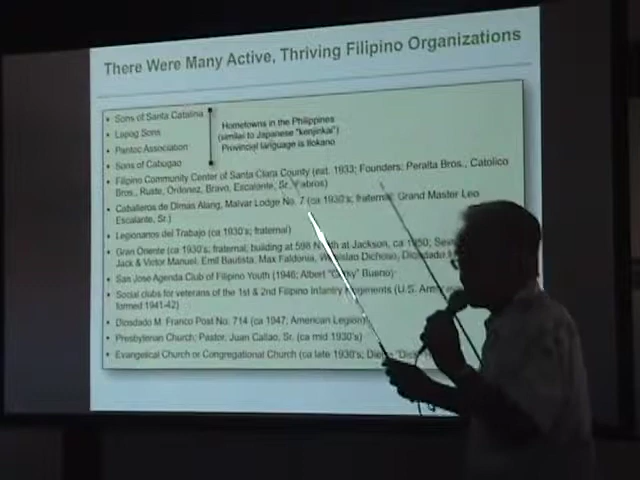 There Were Many Active, Thriving Filipino Organizations
• Sons of Santa Catalina
• Lapog Sons
• Pantoc Association
• Sons of Cabugao
Hometowns in the Philippines
(similar to Japanese "kenjinkai")
Provincial language is Ilokano
• Filipino Community Center of Santa Clara County (est. 1933; Founders: Peralta Bros., Catolico
Bros., Ruste, Ordonez, Bravo, Escalante, Sr., Yabros)
• Caballeros de Dimas Alang, Malvar Lodge No. 7 (ca 1930's; fraternal; Grand Master Leo
Escalante, Sr.)
• Legionarios del Trabajo (ca 1930's; fraternal)
• Gran Oriente (ca 1930's; fraternal; building at 598 N at Jackson, ca
Jack & Victor Manuel, Emil Bautista, Max Faldonia, Dichoso, Diosdado
• San Jose Agenda Club of Filipino Youth (1946; Albert Bueno)
• Social clubs for veterans of the 1st & 2nd Filipino Infantry Regiments (U.S. Army
formed 1941-42)
• Diosdado M. Franco Post No. 714 (ca 1947; American Legion)
• Presbyterian Church; Pastor, Juan Callao, Sr. (ca mid 1930's)
• Evangelical Church or Congregational Church (ca late 1930's;